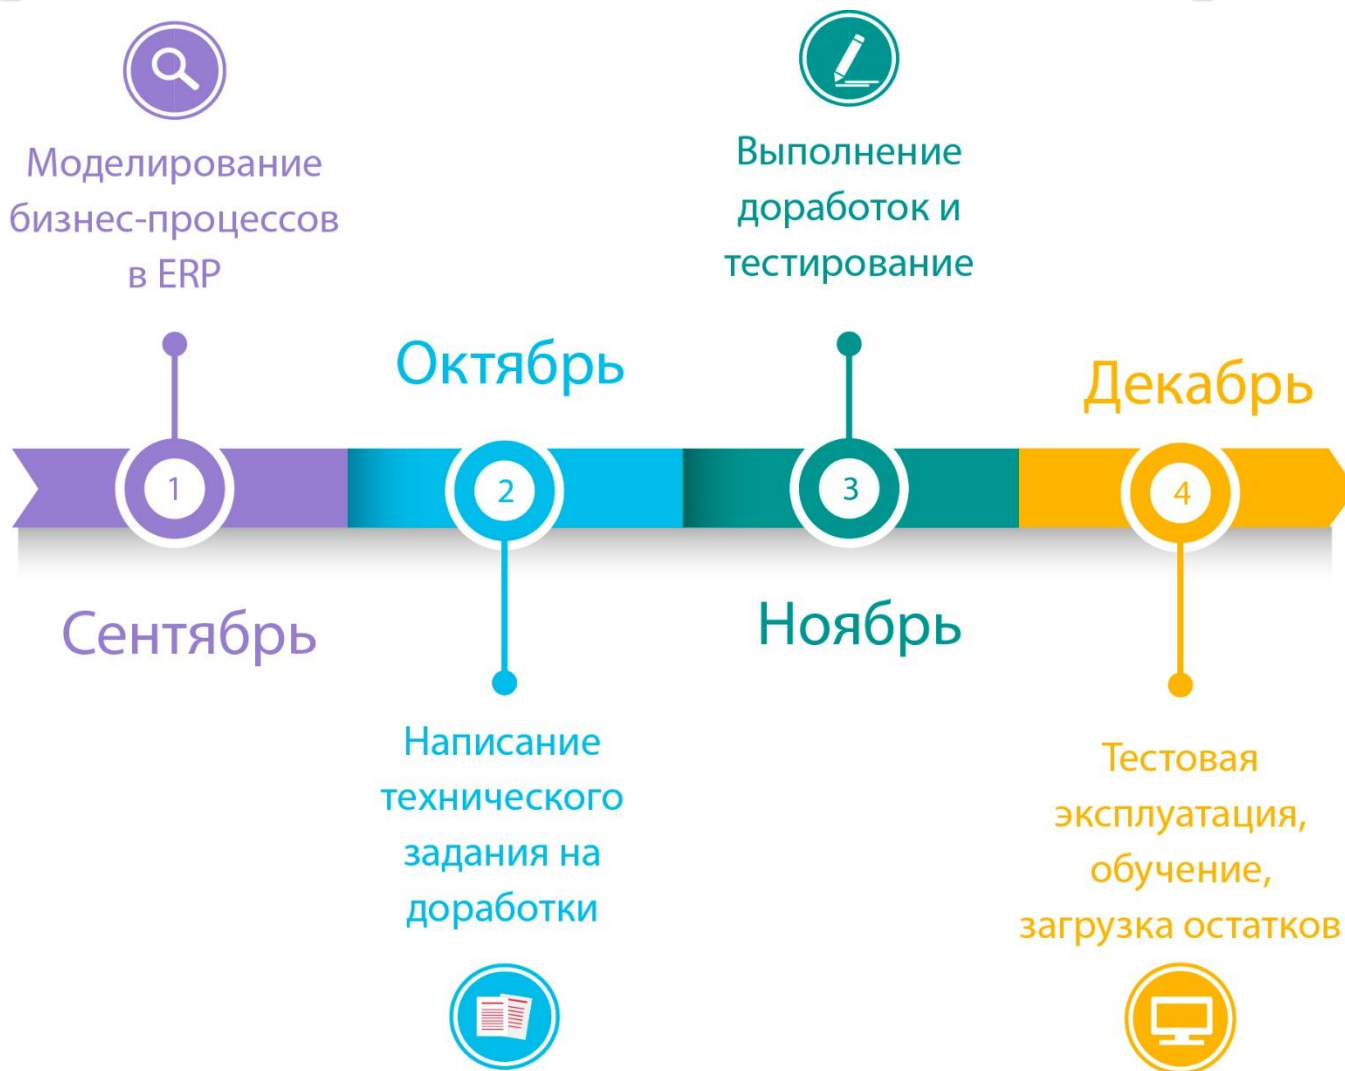 Моделирование
бизнес-процессов
в ERP
1
Сентябрь
Октябрь
2
Написание
технического
задания на
доработки
Выполнение
доработок и
тестирование
3
Ноябрь
Декабрь
4
Тестовая
эксплуатация,
обучение,
загрузка остатков